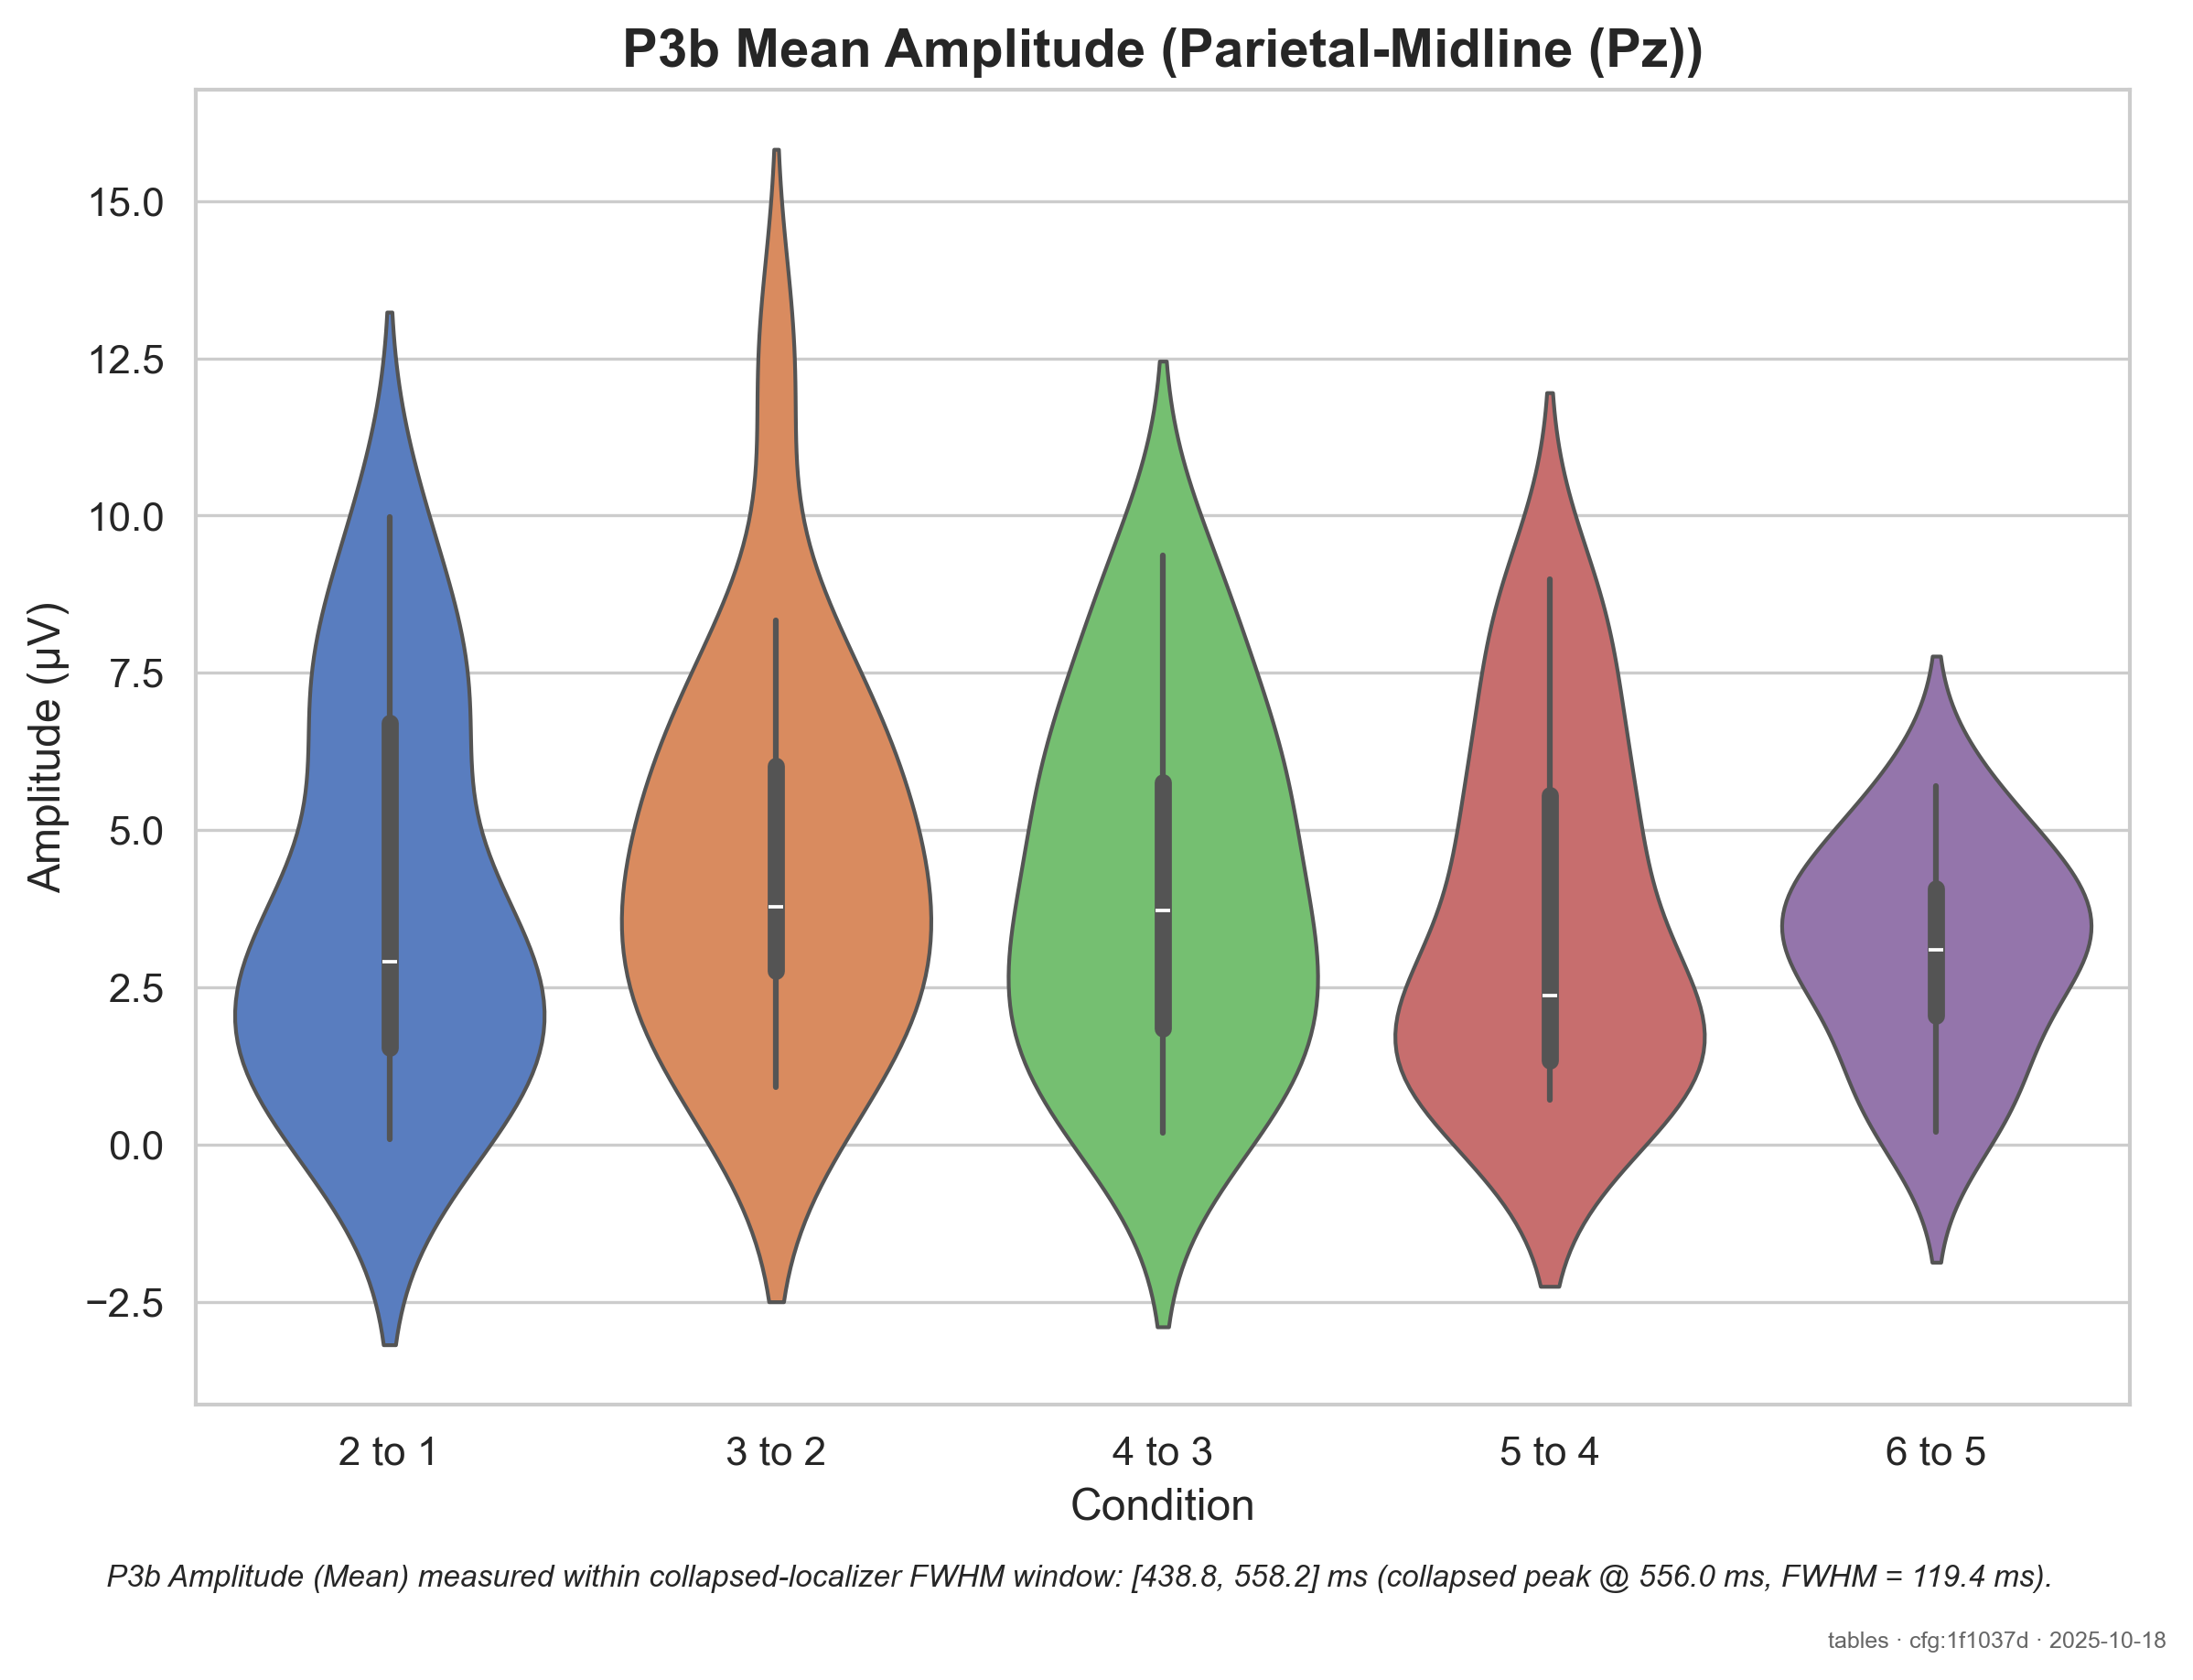 P3b Mean Amplitude (Parietal-Midline (Pz))
Amplitude (µV)
15.0
12.5
10.0
7.5
5.0
2.5
0.0
−2.5
2 to 1
3 to 2
4 to 3
5 to 4
6 to 5
Condition
P3b Amplitude (Mean) measured within collapsed-localizer FWHM window: [438.8, 558.2] ms (collapsed peak @ 556.0 ms, FWHM = 119.4 ms).
tables · cfg:1f1037d · 2025-10-18